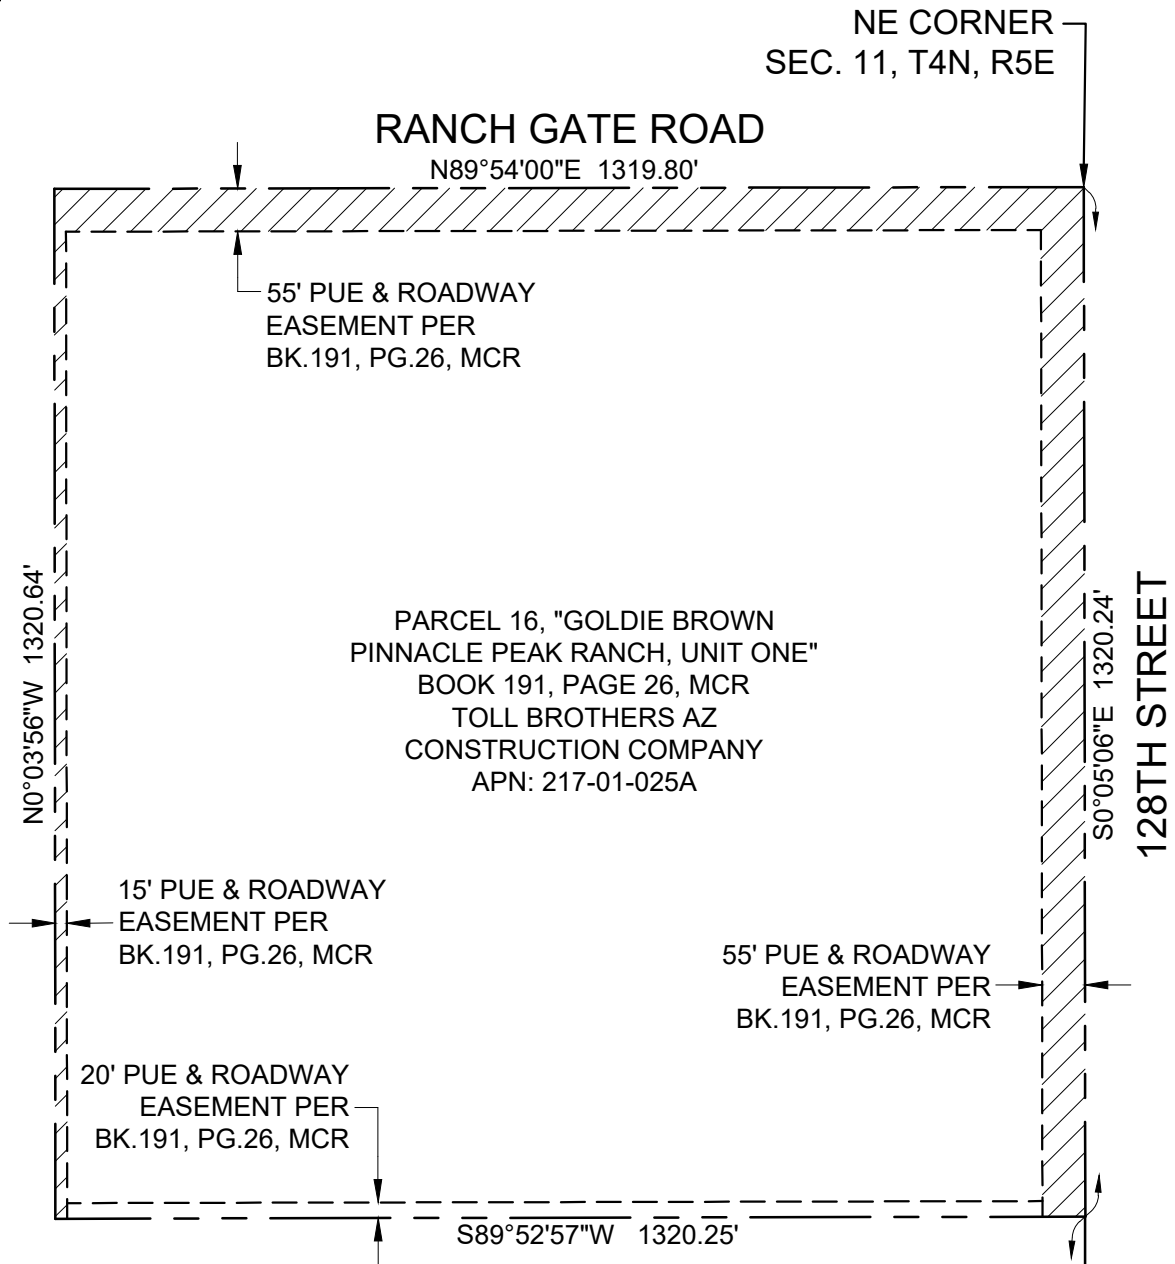 NE CORNER
SEC. 11, T4N, R5E
RANCH GATE ROAD
N89°54'00"E 1319.80'
55' PUE & ROADWAY
EASEMENT PER
BK.191, PG.26, MCR
N0°03'56"W 1320.64'
PARCEL 16, "GOLDIE BROWN
PINNACLE PEAK RANCH, UNIT ONE"
BOOK 191, PAGE 26, MCR
TOLL BROTHERS AZ
CONSTRUCTION COMPANY
APN: 217-01-025A
S0°05'06"E 1320.24'
128TH STREET
15' PUE & ROADWAY
EASEMENT PER
BK.191, PG.26, MCR
55' PUE & ROADWAY
EASEMENT PER
BK.191, PG.26, MCR
20' PUE & ROADWAY
EASEMENT PER
BK.191, PG.26, MCR
S89°52'57"W 1320.25'